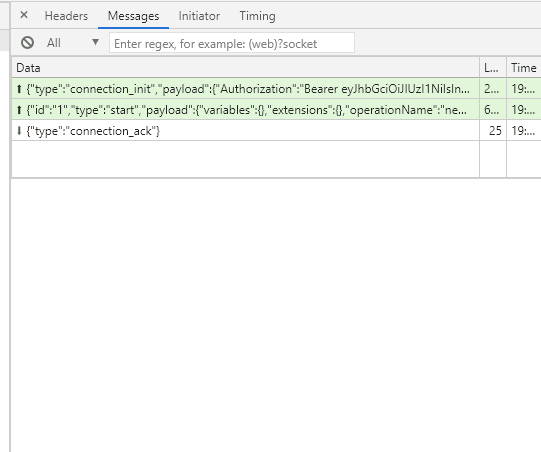 × Headers Messages Initiator Timing
All ▼ Enter regex, for example: (web)?socket
Data L... Time
⬆ {"type":"connection_init","payload":{"Authorization":"Bearer eyJhbGciOiJIUzI1NiIsIn... 2... 19:...
⬆ {"id":"1","type":"start","payload":{"variables":{},"extensions":{},"operationName":"ne... 6... 19:...
⬇ {"type":"connection_ack"} 25 19:...